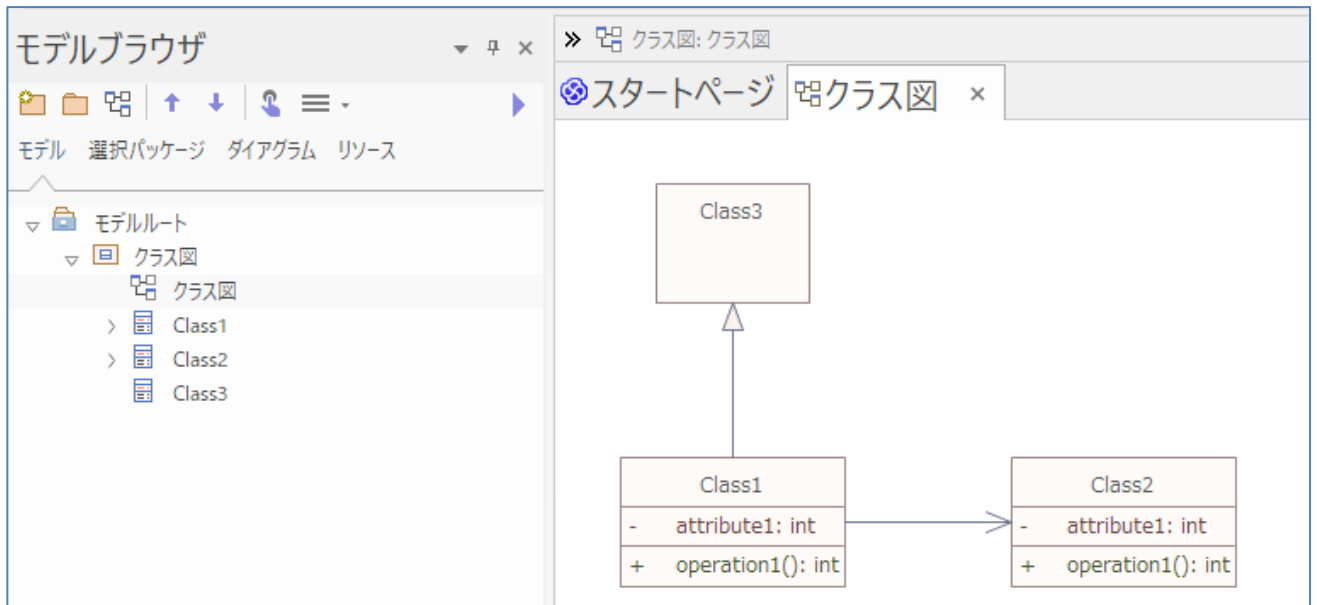 モデルブラウザ
モデル 選択パッケージ ダイアグラム リソース
モデルルート
クラス図
クラス図
Class1
Class2
Class3
クラス図: クラス図
スタートページ クラス図
Class3
Class1
- attribute1: int
+ operation1(): int
Class2
- attribute1: int
+ operation1(): int